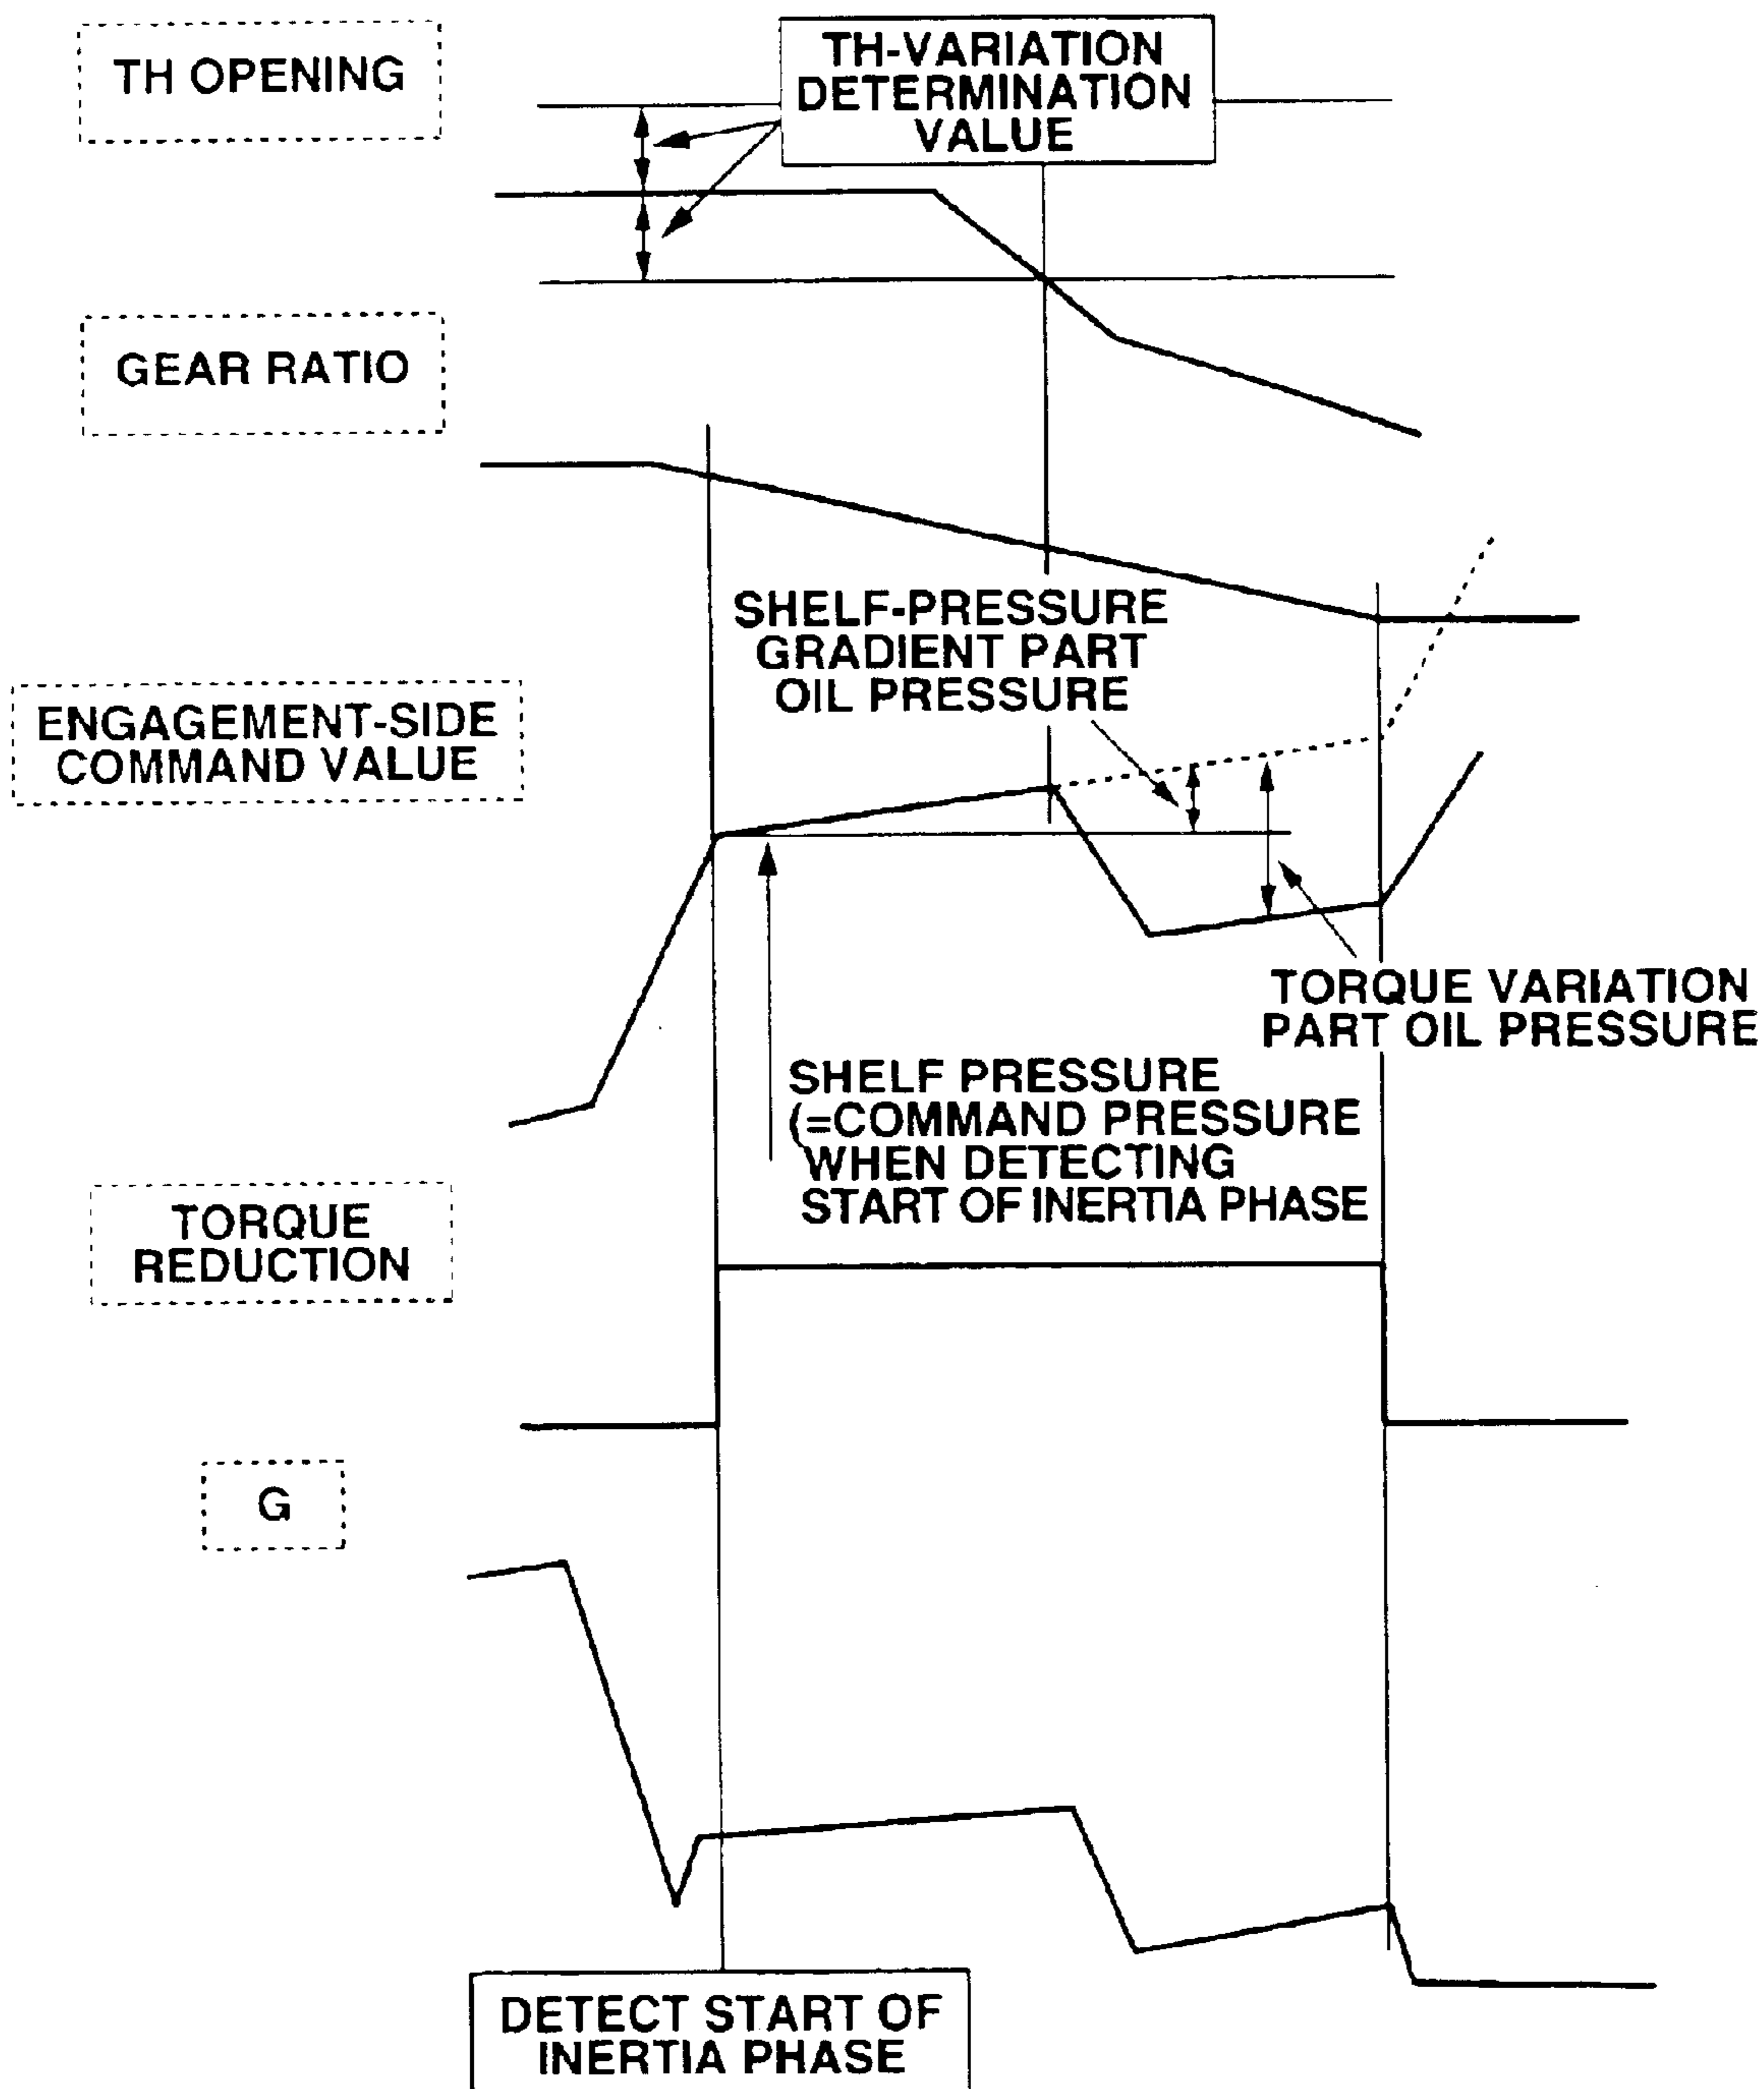 TH OPENING
TH-VARIATION
DETERMINATION
VALUE
GEAR RATIO
SHELF-PRESSURE
GRADIENT PART
OIL PRESSURE
ENGAGEMENT-SIDE
COMMAND VALUE
TORQUE VARIATION
PART OIL PRESSURE
SHELF PRESSURE
(=COMMAND PRESSURE
WHEN DETECTING
START OF INERTIA PHASE
TORQUE
REDUCTION
G
DETECT START OF
INERTIA PHASE